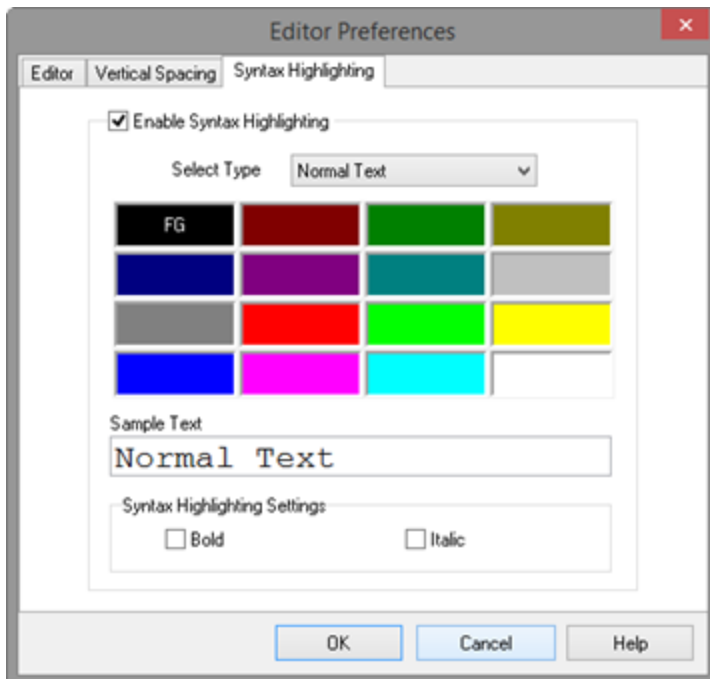 Editor Preferences
Editor Vertical Spacing Syntax Highlighting
Enable Syntax Highlighting
Select Type Normal Text
FG
Sample Text
Normal Text
Syntax Highlighting Settings
Bold Italic
OK Cancel Help